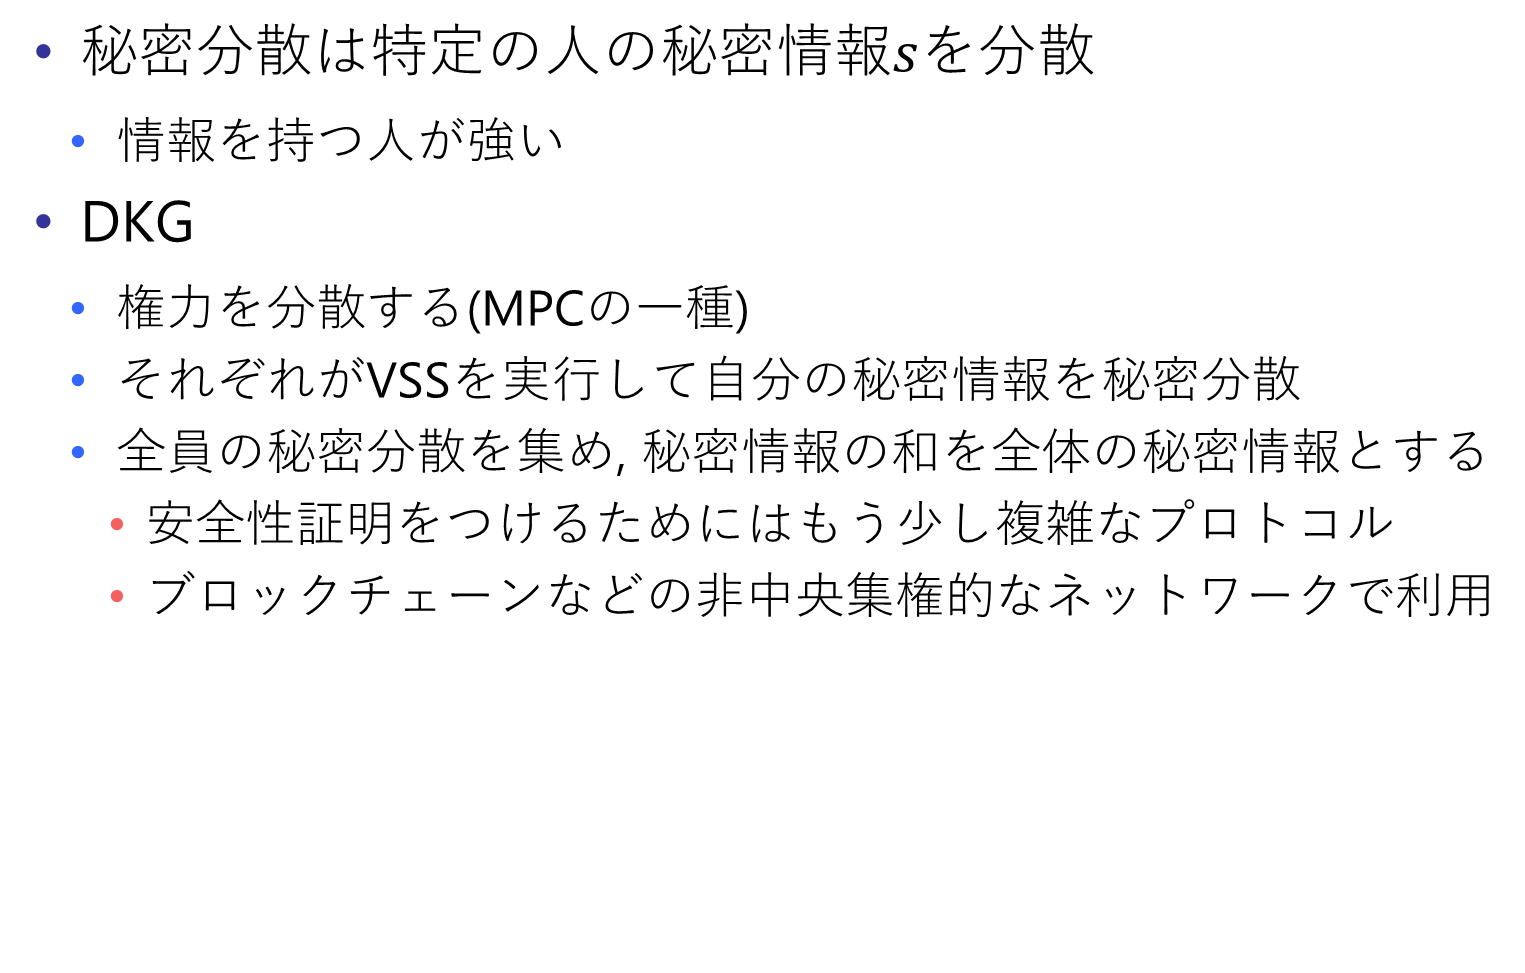 • 秘密分散は特定の人の秘密情報sを分散
• 情報を持つ人が強い
• DKG
• 権力を分散する(MPCの一種)
• それぞれがVSSを実行して自分の秘密情報を秘密分散
• 全員の秘密分散を集め, 秘密情報の和を全体の秘密情報とする
• 安全性証明をつけるためにはもう少し複雑なプロトコル
• ブロックチェーンなどの非中央集権的なネットワークで利用